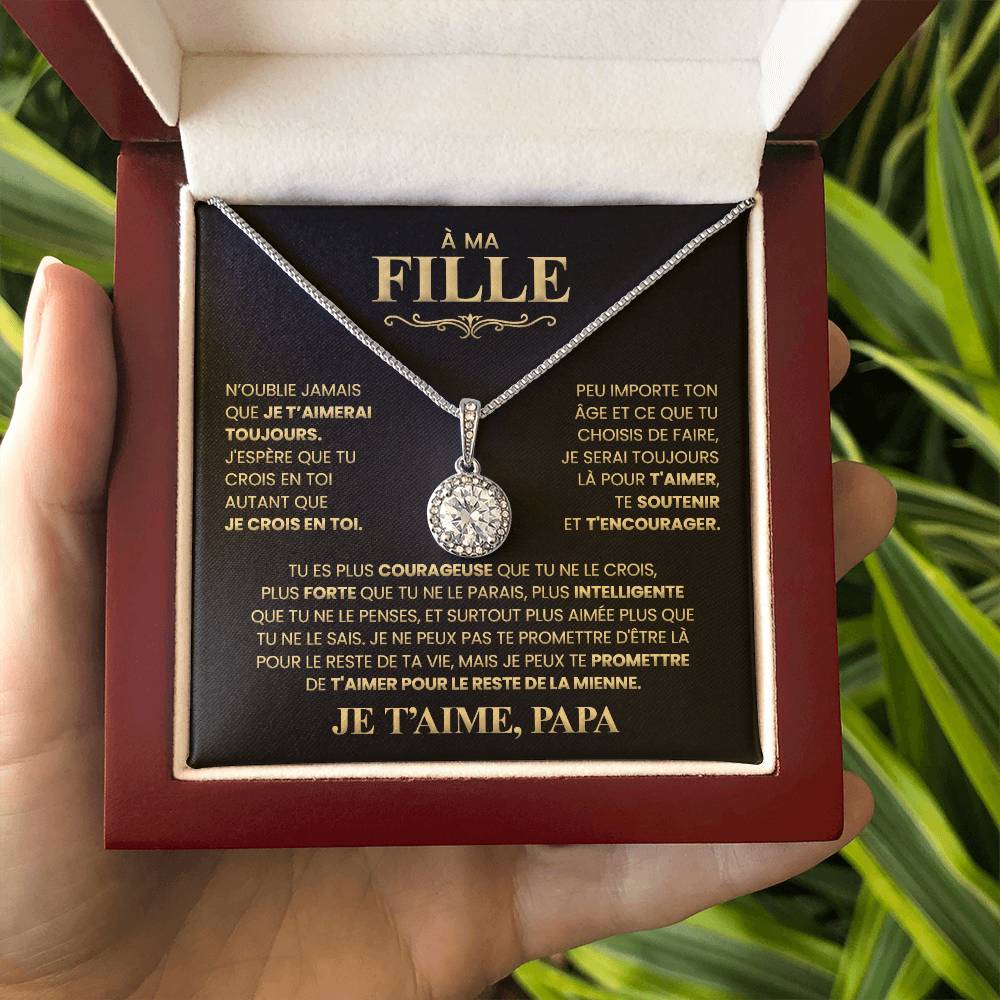 À MA
FILLE
N'OUBLIE JAMAIS
QUE JE T'AIMERAI
TOUJOURS.
J'ESPÈRE QUE TU
CROIS EN TOI
AUTANT QUE
JE CROIS EN TOI.
PEU IMPORTE TON
ÂGE ET CE QUE TU
CHOISIS DE FAIRE,
JE SERAI TOUJOURS
LÀ POUR T'AIMER,
TE SOUTENIR
ET T'ENCOURAGER.
TU ES PLUS COURAGEUSE QUE TU NE LE CROIS,
PLUS FORTE QUE TU NE LE PARAIS, PLUS INTELLIGENTE
QUE TU NE LE PENSES, ET SURTOUT PLUS AIMÉE PLUS QUE
TU NE LE SAIS. JE NE PEUX PAS TE PROMETTRE D'ÊTRE LÀ
POUR LE RESTE DE TA VIE, MAIS JE PEUX TE PROMETTRE
DE T'AIMER POUR LE RESTE DE LA MIENNE.
JE T'AIME, PAPA